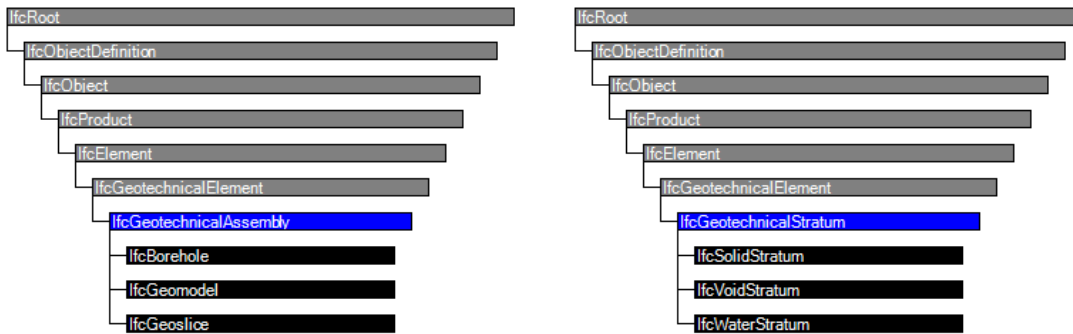 IfcRoot
IfcObjectDefinition
IfcObject
IfcProduct
IfcElement
IfcGeotechnicalElement
IfcGeotechnicalAssembly
IfcBorehole
IfcGeomodel
IfcGeoslice
IfcRoot
IfcObjectDefinition
IfcObject
IfcProduct
IfcElement
IfcGeotechnicalElement
IfcGeotechnicalStratum
IfcSolidStratum
IfcVoidStratum
IfcWaterStratum